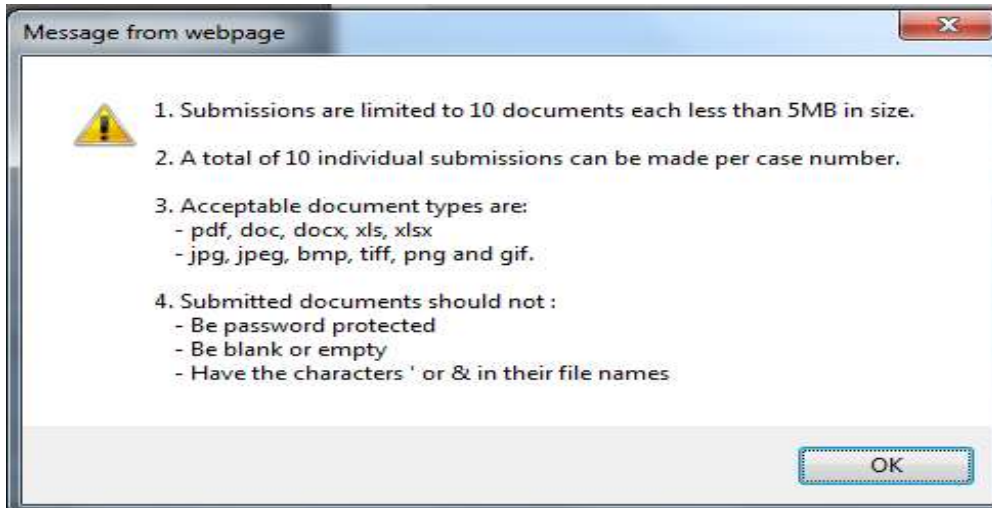 Message from webpage
1. Submissions are limited to 10 documents each less than 5MB in size.
2. A total of 10 individual submissions can be made per case number.
3. Acceptable document types are:
- pdf, doc, docx, xls, xlsx
- jpg, jpeg, bmp, tiff, png and gif.
4. Submitted documents should not :
- Be password protected
- Be blank or empty
- Have the characters ' or & in their file names
OK